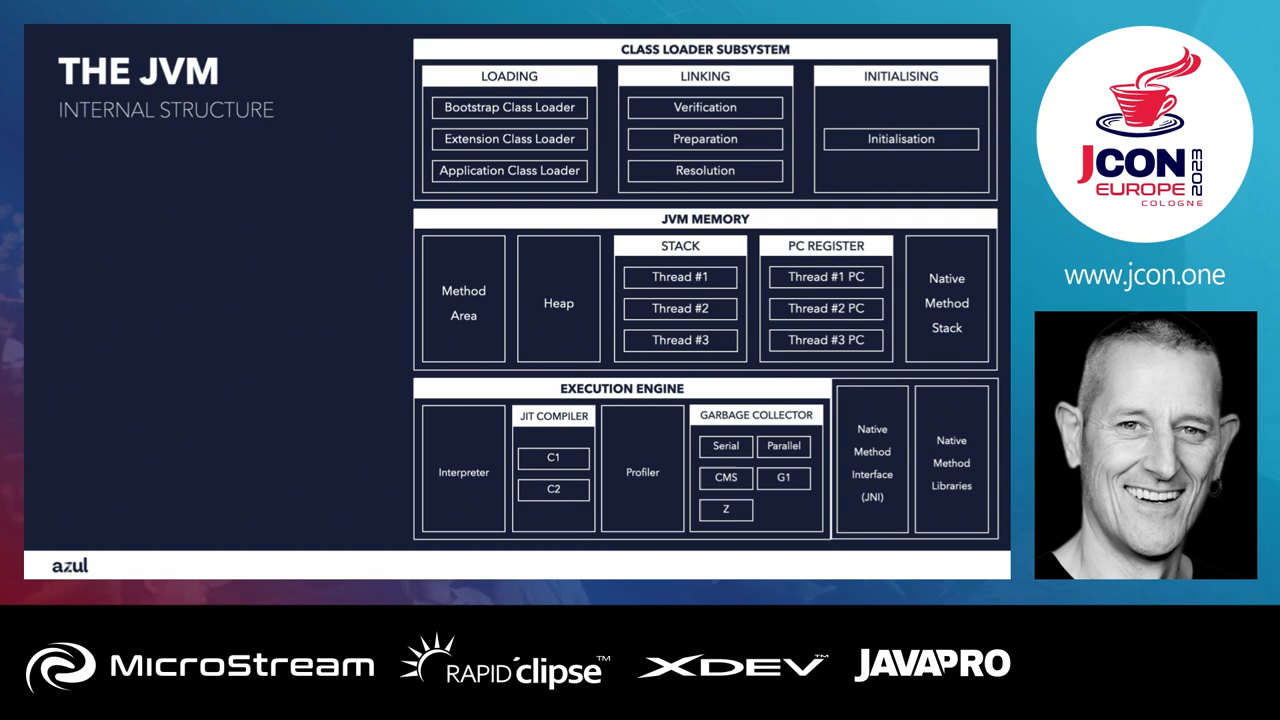 THE JVM
INTERNAL STRUCTURE
CLASS LOADER SUBSYSTEM
LOADING
Bootstrap Class Loader
Extension Class Loader
Application Class Loader
LINKING
Verification
Preparation
Resolution
INITIALISING
Initialisation
JVM MEMORY
Method
Area
Heap
STACK
Thread #1
Thread #2
Thread #3
PC REGISTER
Thread #1 PC
Thread #2 PC
Thread #3 PC
Native
Method
Stack
EXECUTION ENGINE
Interpreter
JIT COMPILER
C1
C2
Profiler
GARBAGE COLLECTOR
Serial
Parallel
CMS
G1
Z
Native
Method
Interface
(JNI)
Native
Method
Libraries
azul
JCON
EUROPE
COLOGNE
2023
www.jcon.one
MicroStream
RAPIDclipse™
XDEV™
JAVAPRO